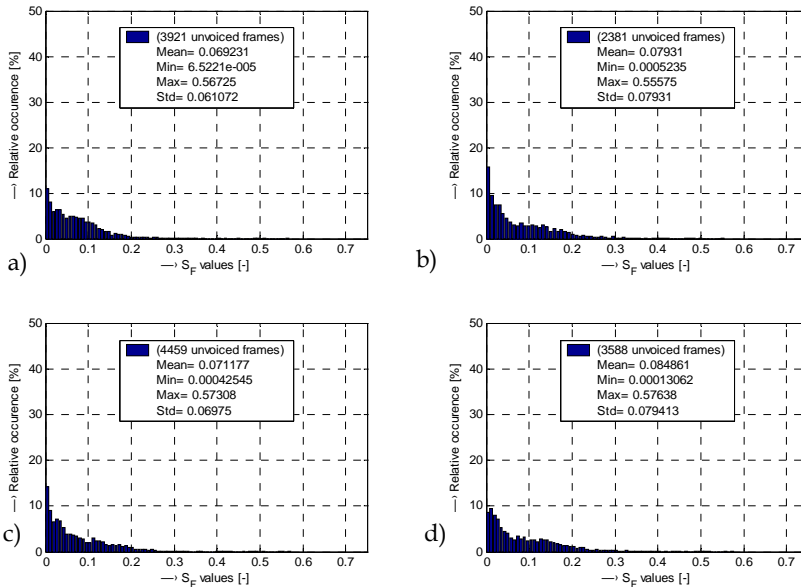 50
40
30
20
10
0
—› Relative occurence [%]
(3921 unvoiced frames)
Mean= 0.069231
Min= 6.5221e-005
Max= 0.56725
Std= 0.061072
0 0.1 0.2 0.3 0.4 0.5 0.6 0.7
—› S_F values [-]
a)
50
40
30
20
10
0
—› Relative occurence [%]
(2381 unvoiced frames)
Mean= 0.07931
Min= 0.0005235
Max= 0.55575
Std= 0.07931
0 0.1 0.2 0.3 0.4 0.5 0.6 0.7
—› S_F values [-]
b)
50
40
30
20
10
0
—› Relative occurence [%]
(4459 unvoiced frames)
Mean= 0.071177
Min= 0.00042545
Max= 0.57308
Std= 0.06975
0 0.1 0.2 0.3 0.4 0.5 0.6 0.7
—› S_F values [-]
c)
50
40
30
20
10
0
—› Relative occurence [%]
(3588 unvoiced frames)
Mean= 0.084861
Min= 0.00013062
Max= 0.57638
Std= 0.079413
0 0.1 0.2 0.3 0.4 0.5 0.6 0.7
—› S_F values [-]
d)